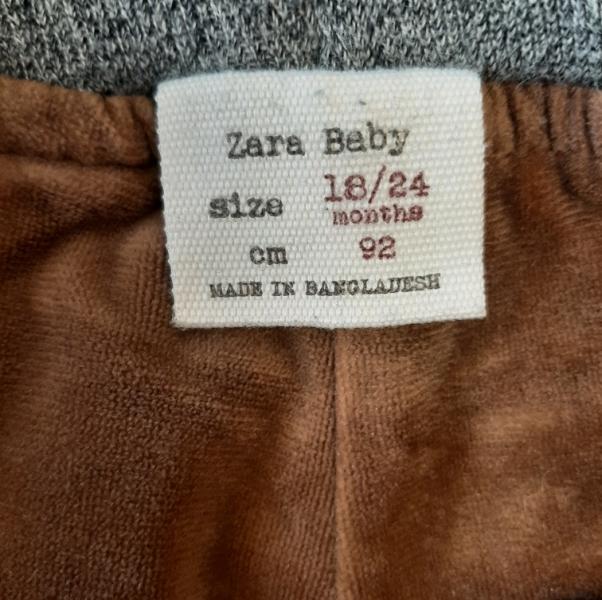 Zara Baby
size 18/24
months
cm 92
MADE IN BANGLADESH